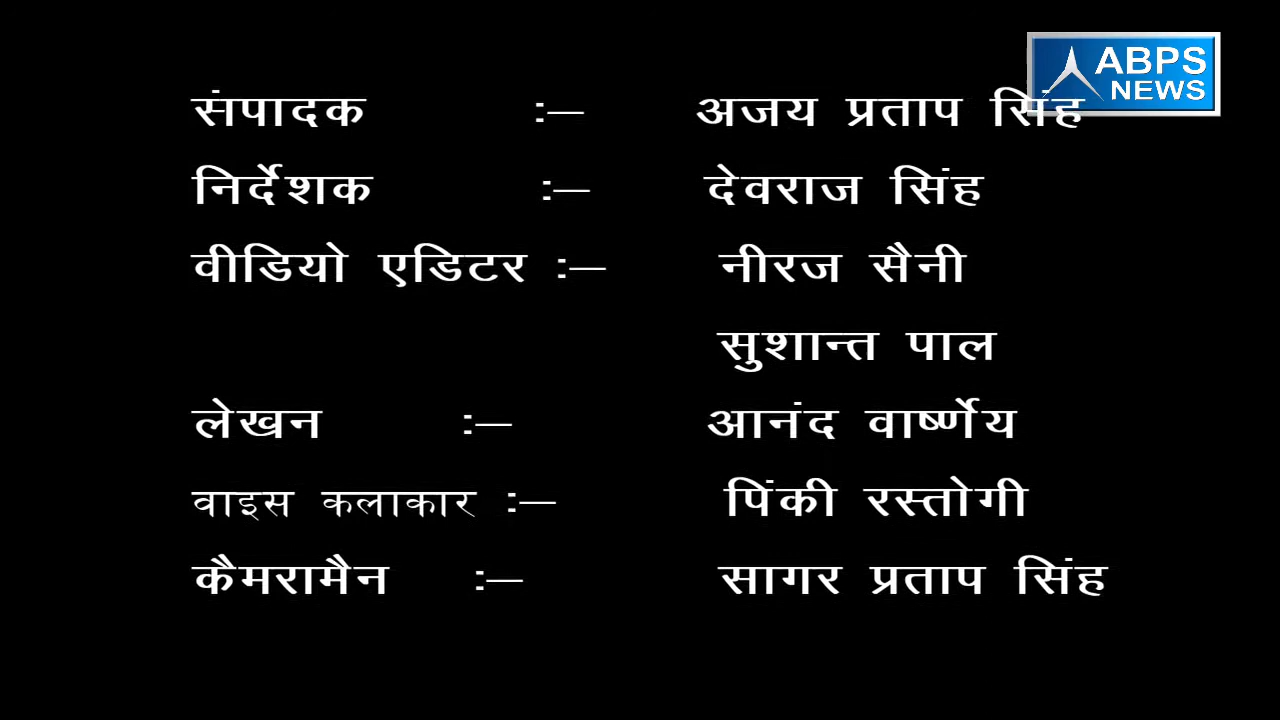 ABPS
NEWS
संपादक :— अजय प्रताप सिंह
निर्देशक :— देवराज सिंह
वीडियो एडिटर :— नीरज सैनी
सुशान्त पाल
लेखन :— आनंद वार्ष्णेय
वाइस कलाकार :— पिंकी रस्तोगी
कैमरामैन :— सागर प्रताप सिंह